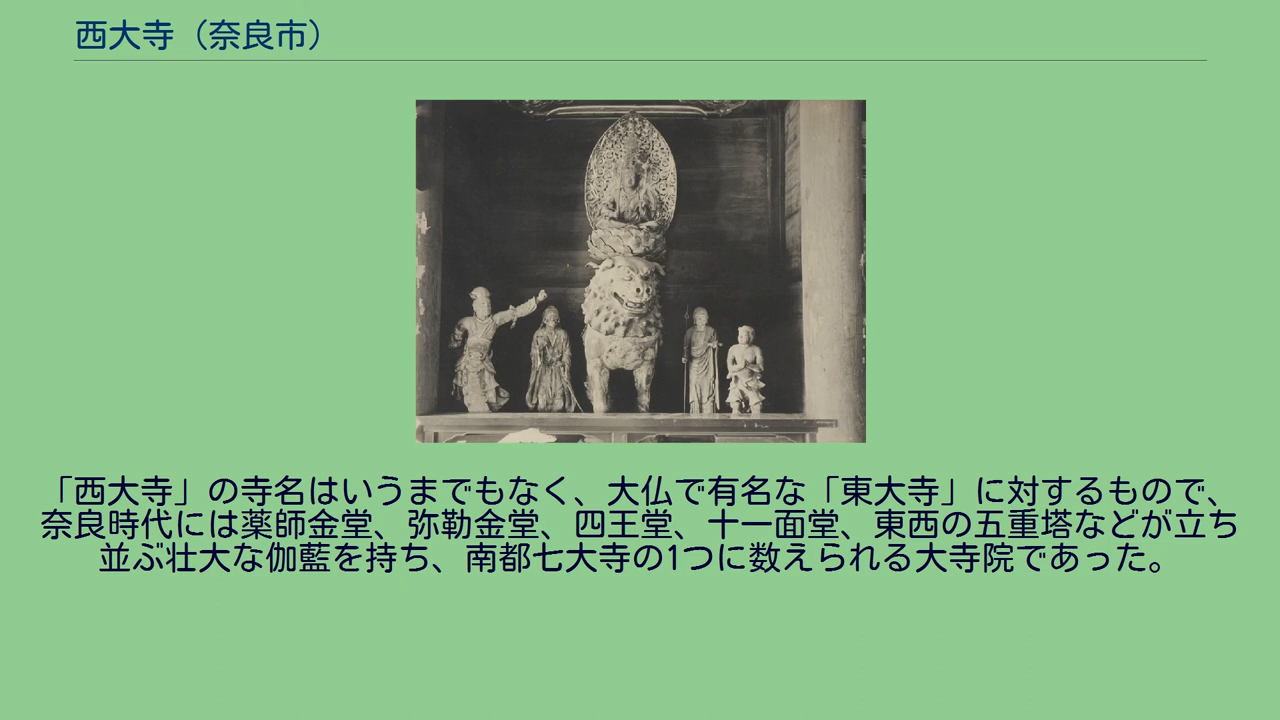 西大寺（奈良市）
「西大寺」の寺名はいうまでもなく、大仏で有名な「東大寺」に対するもので、
奈良時代には薬師金堂、弥勒金堂、四王堂、十一面堂、東西の五重塔などが立ち
並ぶ壮大な伽藍を持ち、南都七大寺の1つに数えられる大寺院であった。